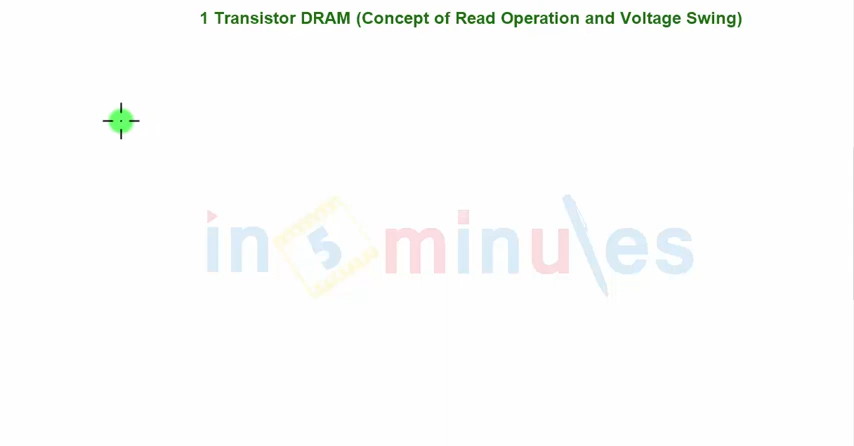 1 Transistor DRAM (Concept of Read Operation and Voltage Swing)
in 5 minutes